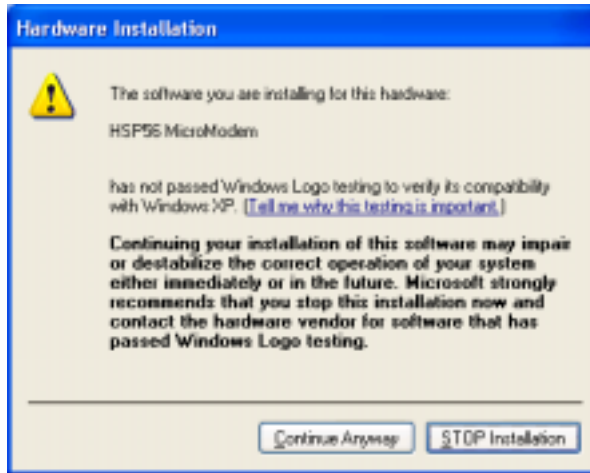 Hardware Installation
The software you are installing for this hardware:
HSP56 MicroModem
has not passed Windows Logo testing to verify its compatibility
with Windows XP. (Tell me why this testing is important.)
Continuing your installation of this software may impair
or destabilize the correct operation of your system
either immediately or in the future. Microsoft strongly
recommends that you stop this installation now and
contact the hardware vendor for software that has
passed Windows Logo testing.
Continue Anyway
STOP Installation